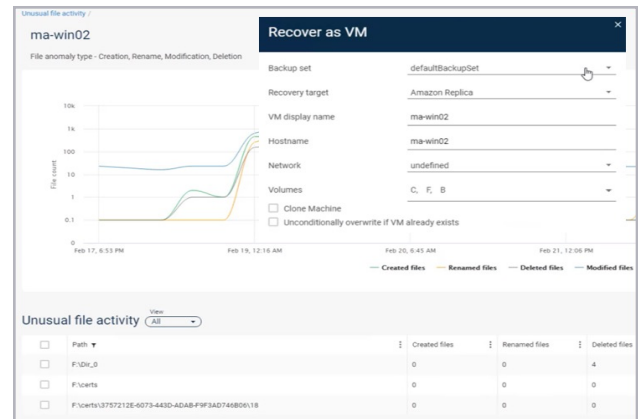 Unusual file activity /
ma-win02
File anomaly type - Creation, Rename, Modification, Deletion
Recover as VM
×
Backup set defaultBackupSet
Recovery target Amazon Replica
VM display name ma-win02
Hostname ma-win02
Network undefined
Volumes C, F, B
Clone Machine
Unconditionally overwrite if VM already exists
10k
1k
100
10
1
0.1
0
File count
Feb 17, 6:53 PM Feb 19, 12:16 AM Feb 20, 6:45 AM Feb 21, 12:06 PM
Created files Renamed files Deleted files Modified files
Unusual file activity View All
Path Created files Renamed files Deleted files
F:\Dir_0 0 0 4
F:\certs 0 0 0
F:\certs\3757212E-6073-443D-ADAB-F9F3AD746B06\18 0 0 0